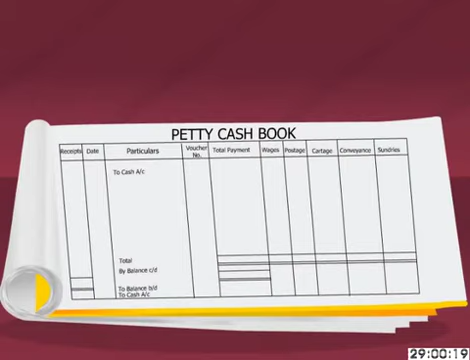 PETTY CASH BOOK
Receipts Date Particulars Voucher No. Total Payment Wages Postage Cartage Conveyance Sundries
To Cash A/c
Total
By Balance c/d
To Balance b/d
To Cash A/c
29:00:19